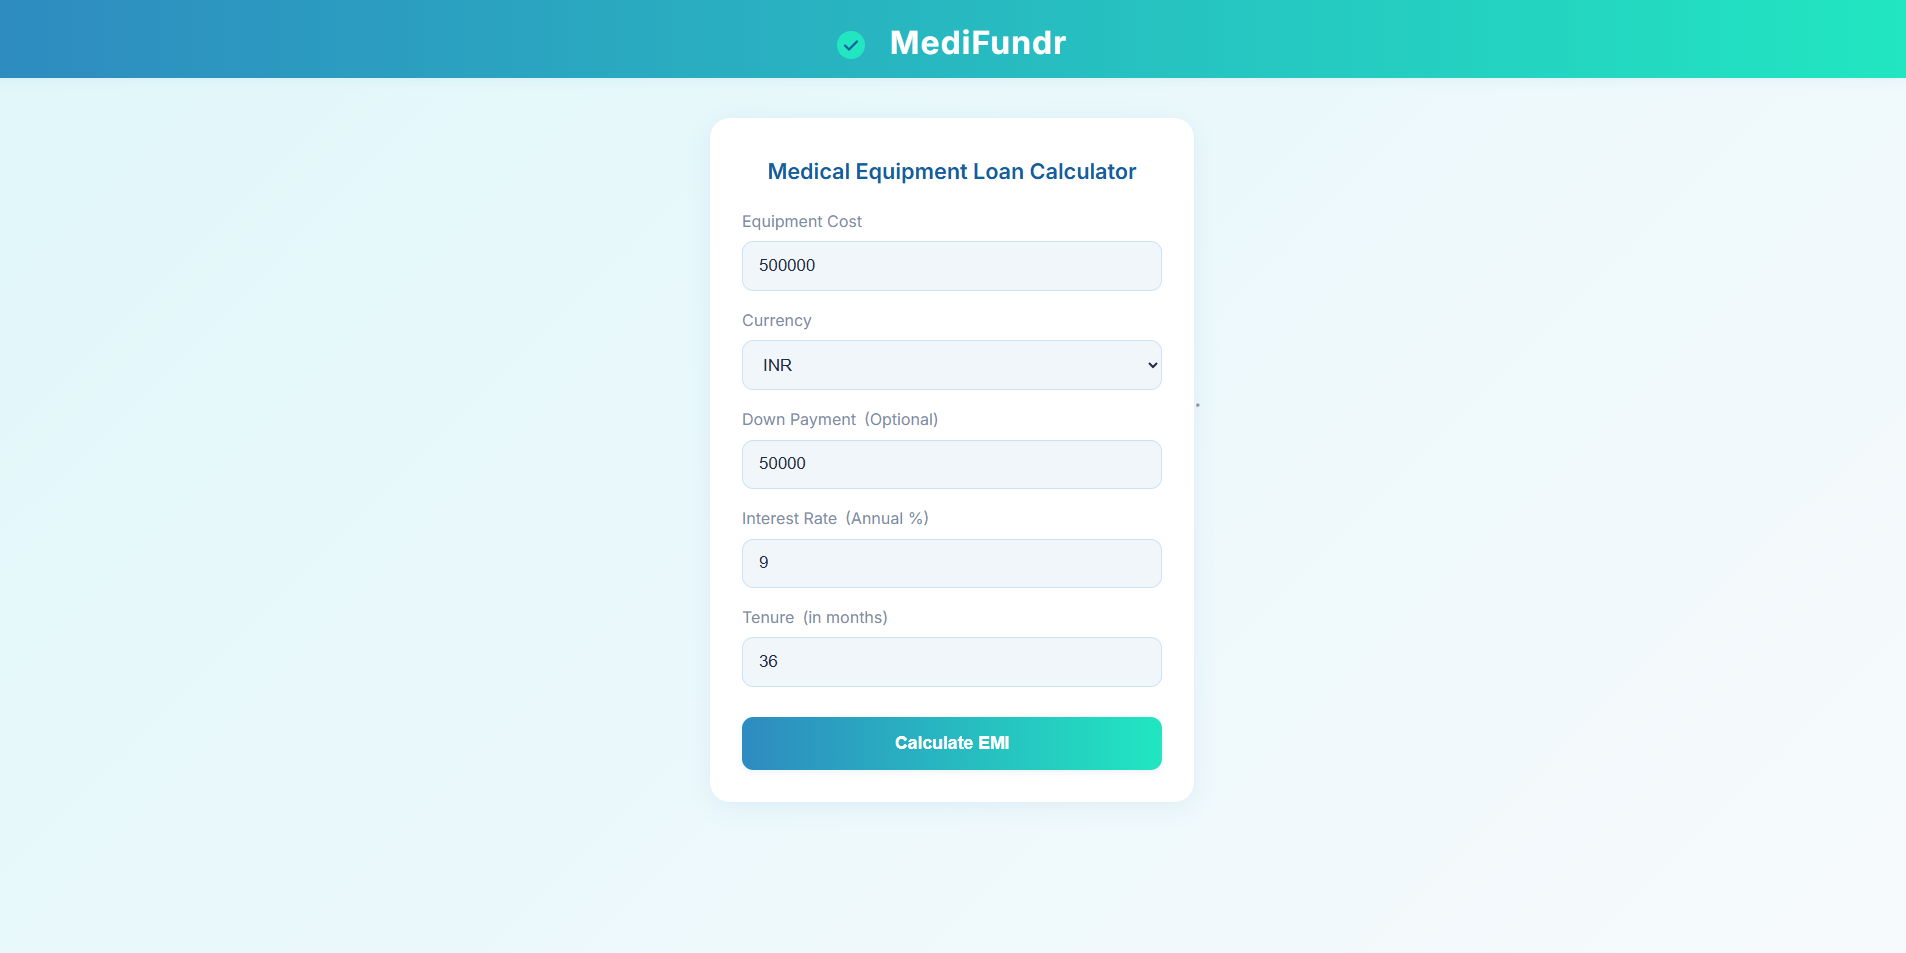 MediFundr
Medical Equipment Loan Calculator
Equipment Cost
500000
Currency
INR
Down Payment (Optional)
50000
Interest Rate (Annual %)
9
Tenure (in months)
36
Calculate EMI